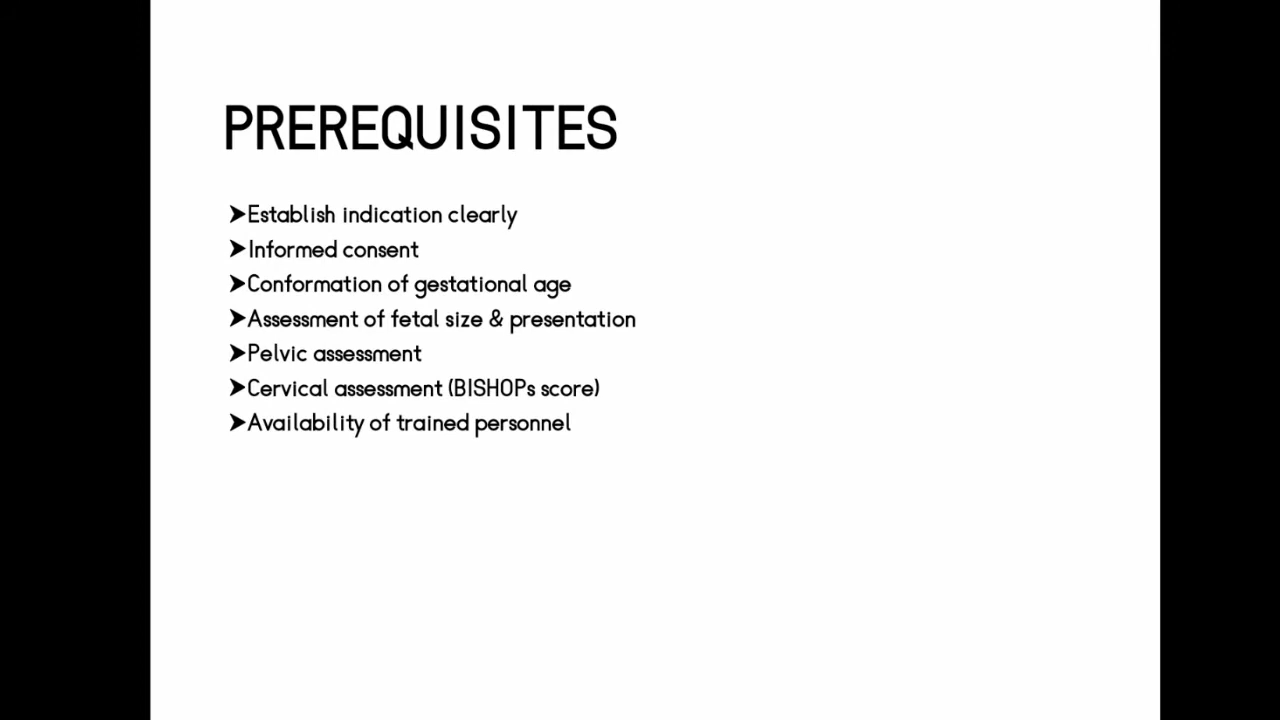 PREREQUISITES
➤Establish indication clearly
➤Informed consent
➤Conformation of gestational age
➤Assessment of fetal size & presentation
➤Pelvic assessment
➤Cervical assessment (BISHOPs score)
➤Availability of trained personnel